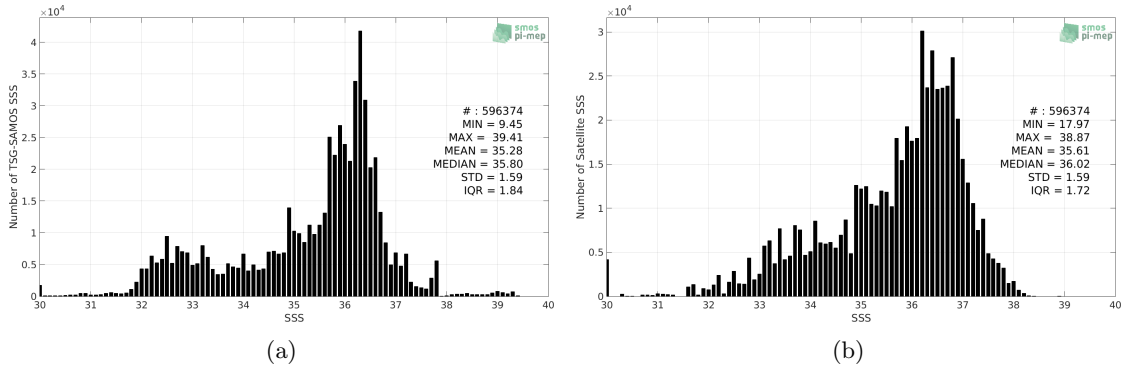 ×10⁴
4
3.5
3
2.5
2
1.5
1
0.5
0
30 31 32 33 34 35 36 37 38 39 40
SSS
Number of TSG-SAMOS SSS
smos
pi-mep
# : 596374
MIN = 9.45
MAX = 39.41
MEAN = 35.28
MEDIAN = 35.80
STD = 1.59
IQR = 1.84
(a)
×10⁴
3
2.5
2
1.5
1
0.5
0
30 31 32 33 34 35 36 37 38 39 40
SSS
Number of Satellite SSS
smos
pi-mep
# : 596374
MIN = 17.97
MAX = 38.87
MEAN = 35.61
MEDIAN = 36.02
STD = 1.59
IQR = 1.72
(b)